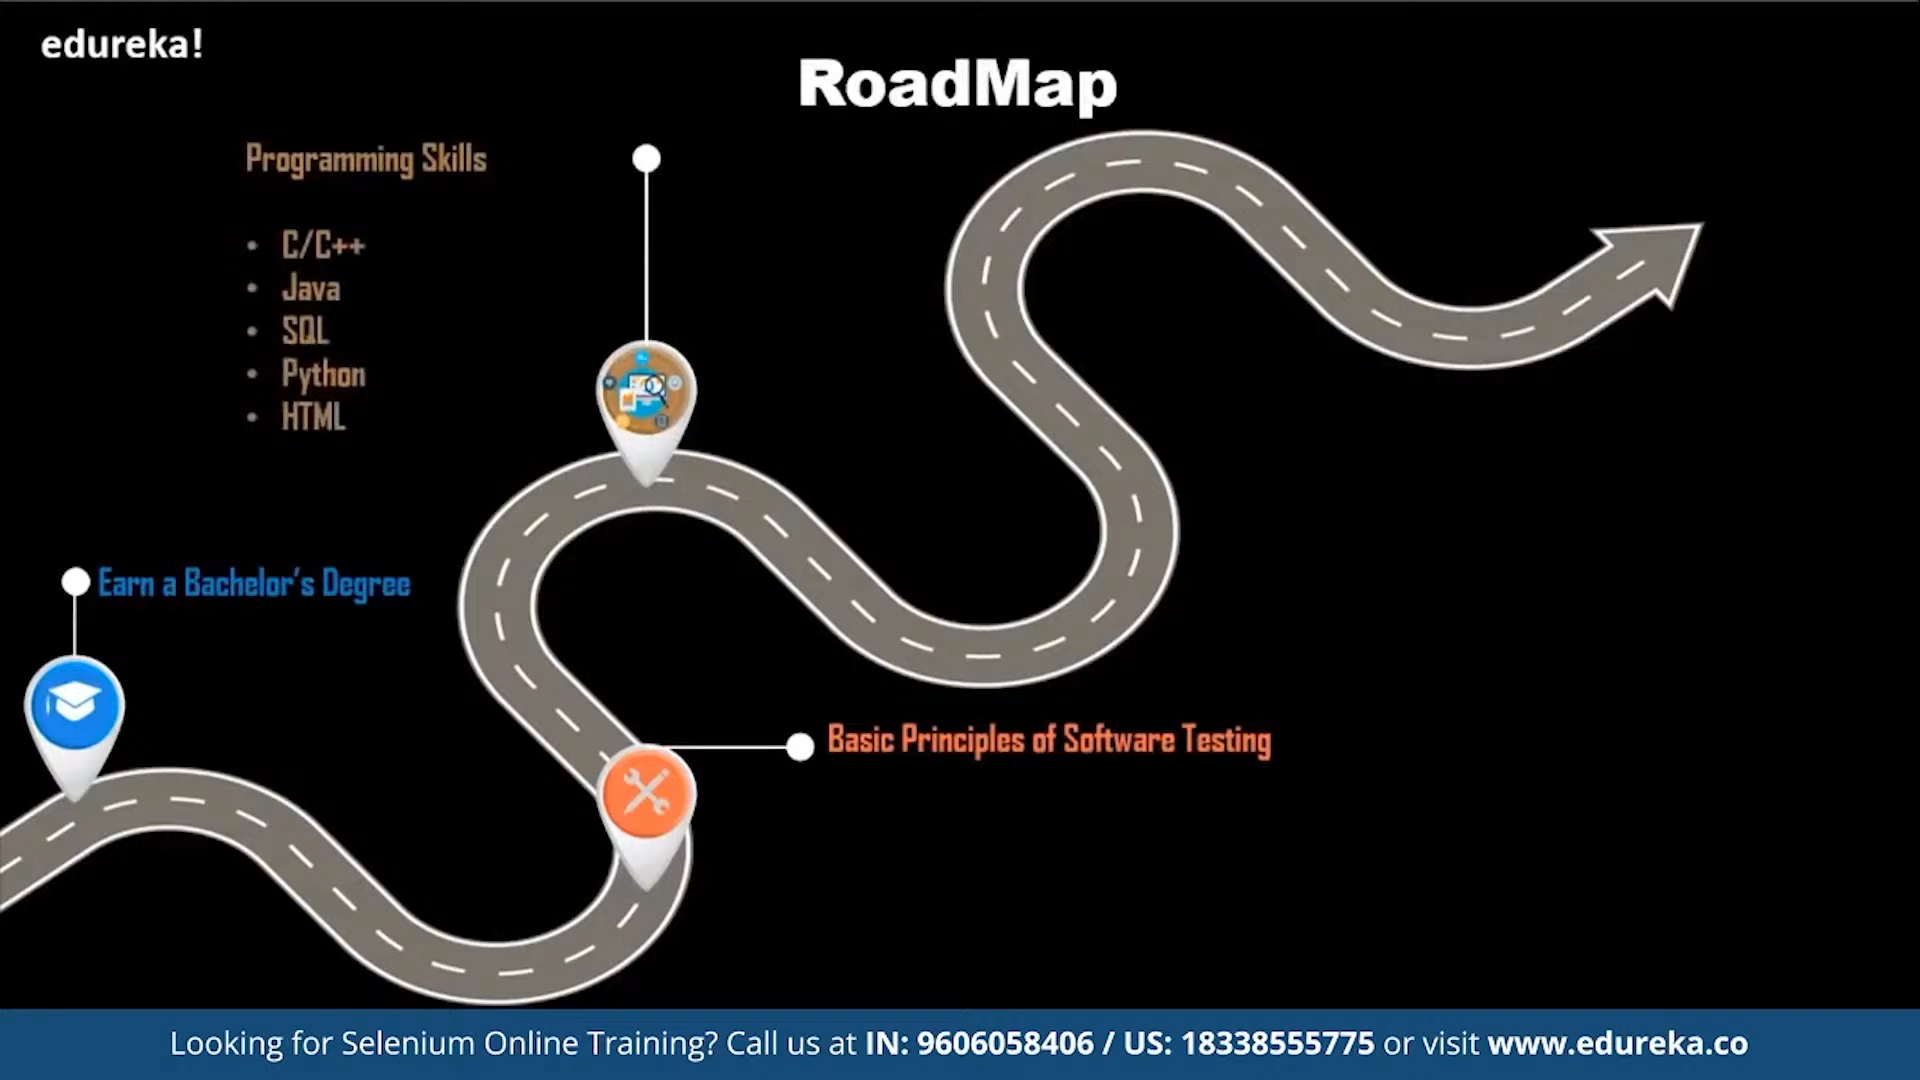 edureka!
RoadMap
Programming Skills
• C/C++
• Java
• SQL
• Python
• HTML
Earn a Bachelor's Degree
Basic Principles of Software Testing
Looking for Selenium Online Training? Call us at IN: 9606058406 / US: 18338555775 or visit www.edureka.co